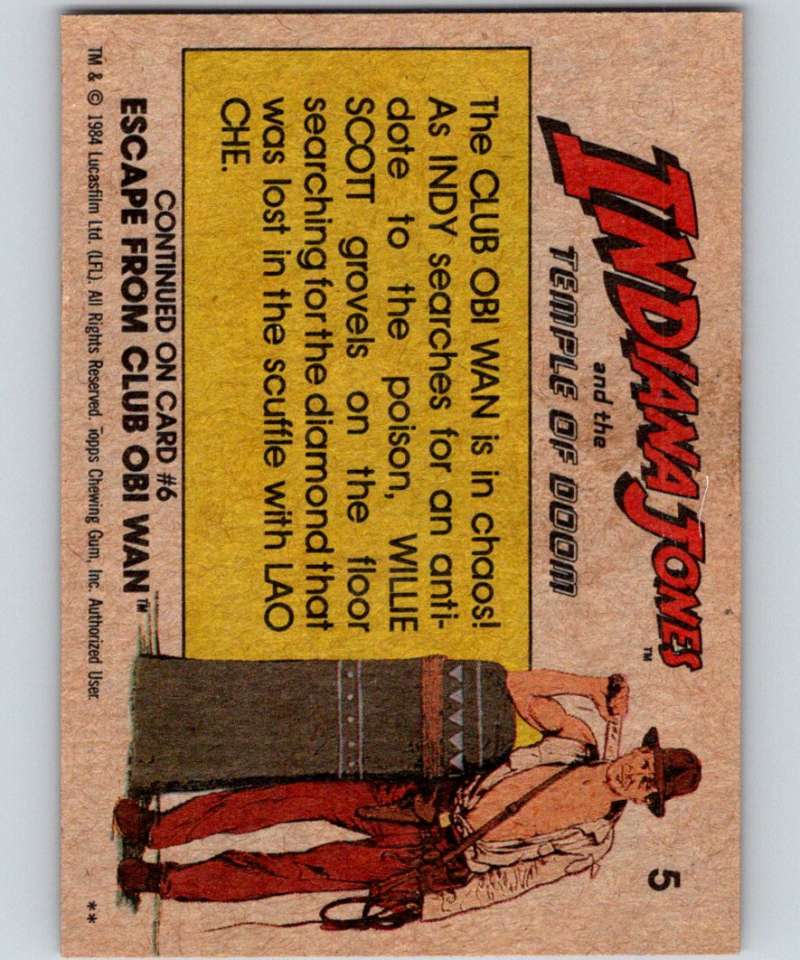 INDIANA JONES™
and the
TEMPLE OF DOOM
5
The CLUB OBI WAN is in chaos!
As INDY searches for an anti-
dote to the poison, WILLIE
SCOTT grovels on the floor
searching for the diamond that
was lost in the scuffle with LAO
CHE.
CONTINUED ON CARD #6
ESCAPE FROM CLUB OBI WAN™
TM & © 1984 Lucasfilm Ltd. (LFL). All Rights Reserved. Topps Chewing Gum, Inc. Authorized User. **